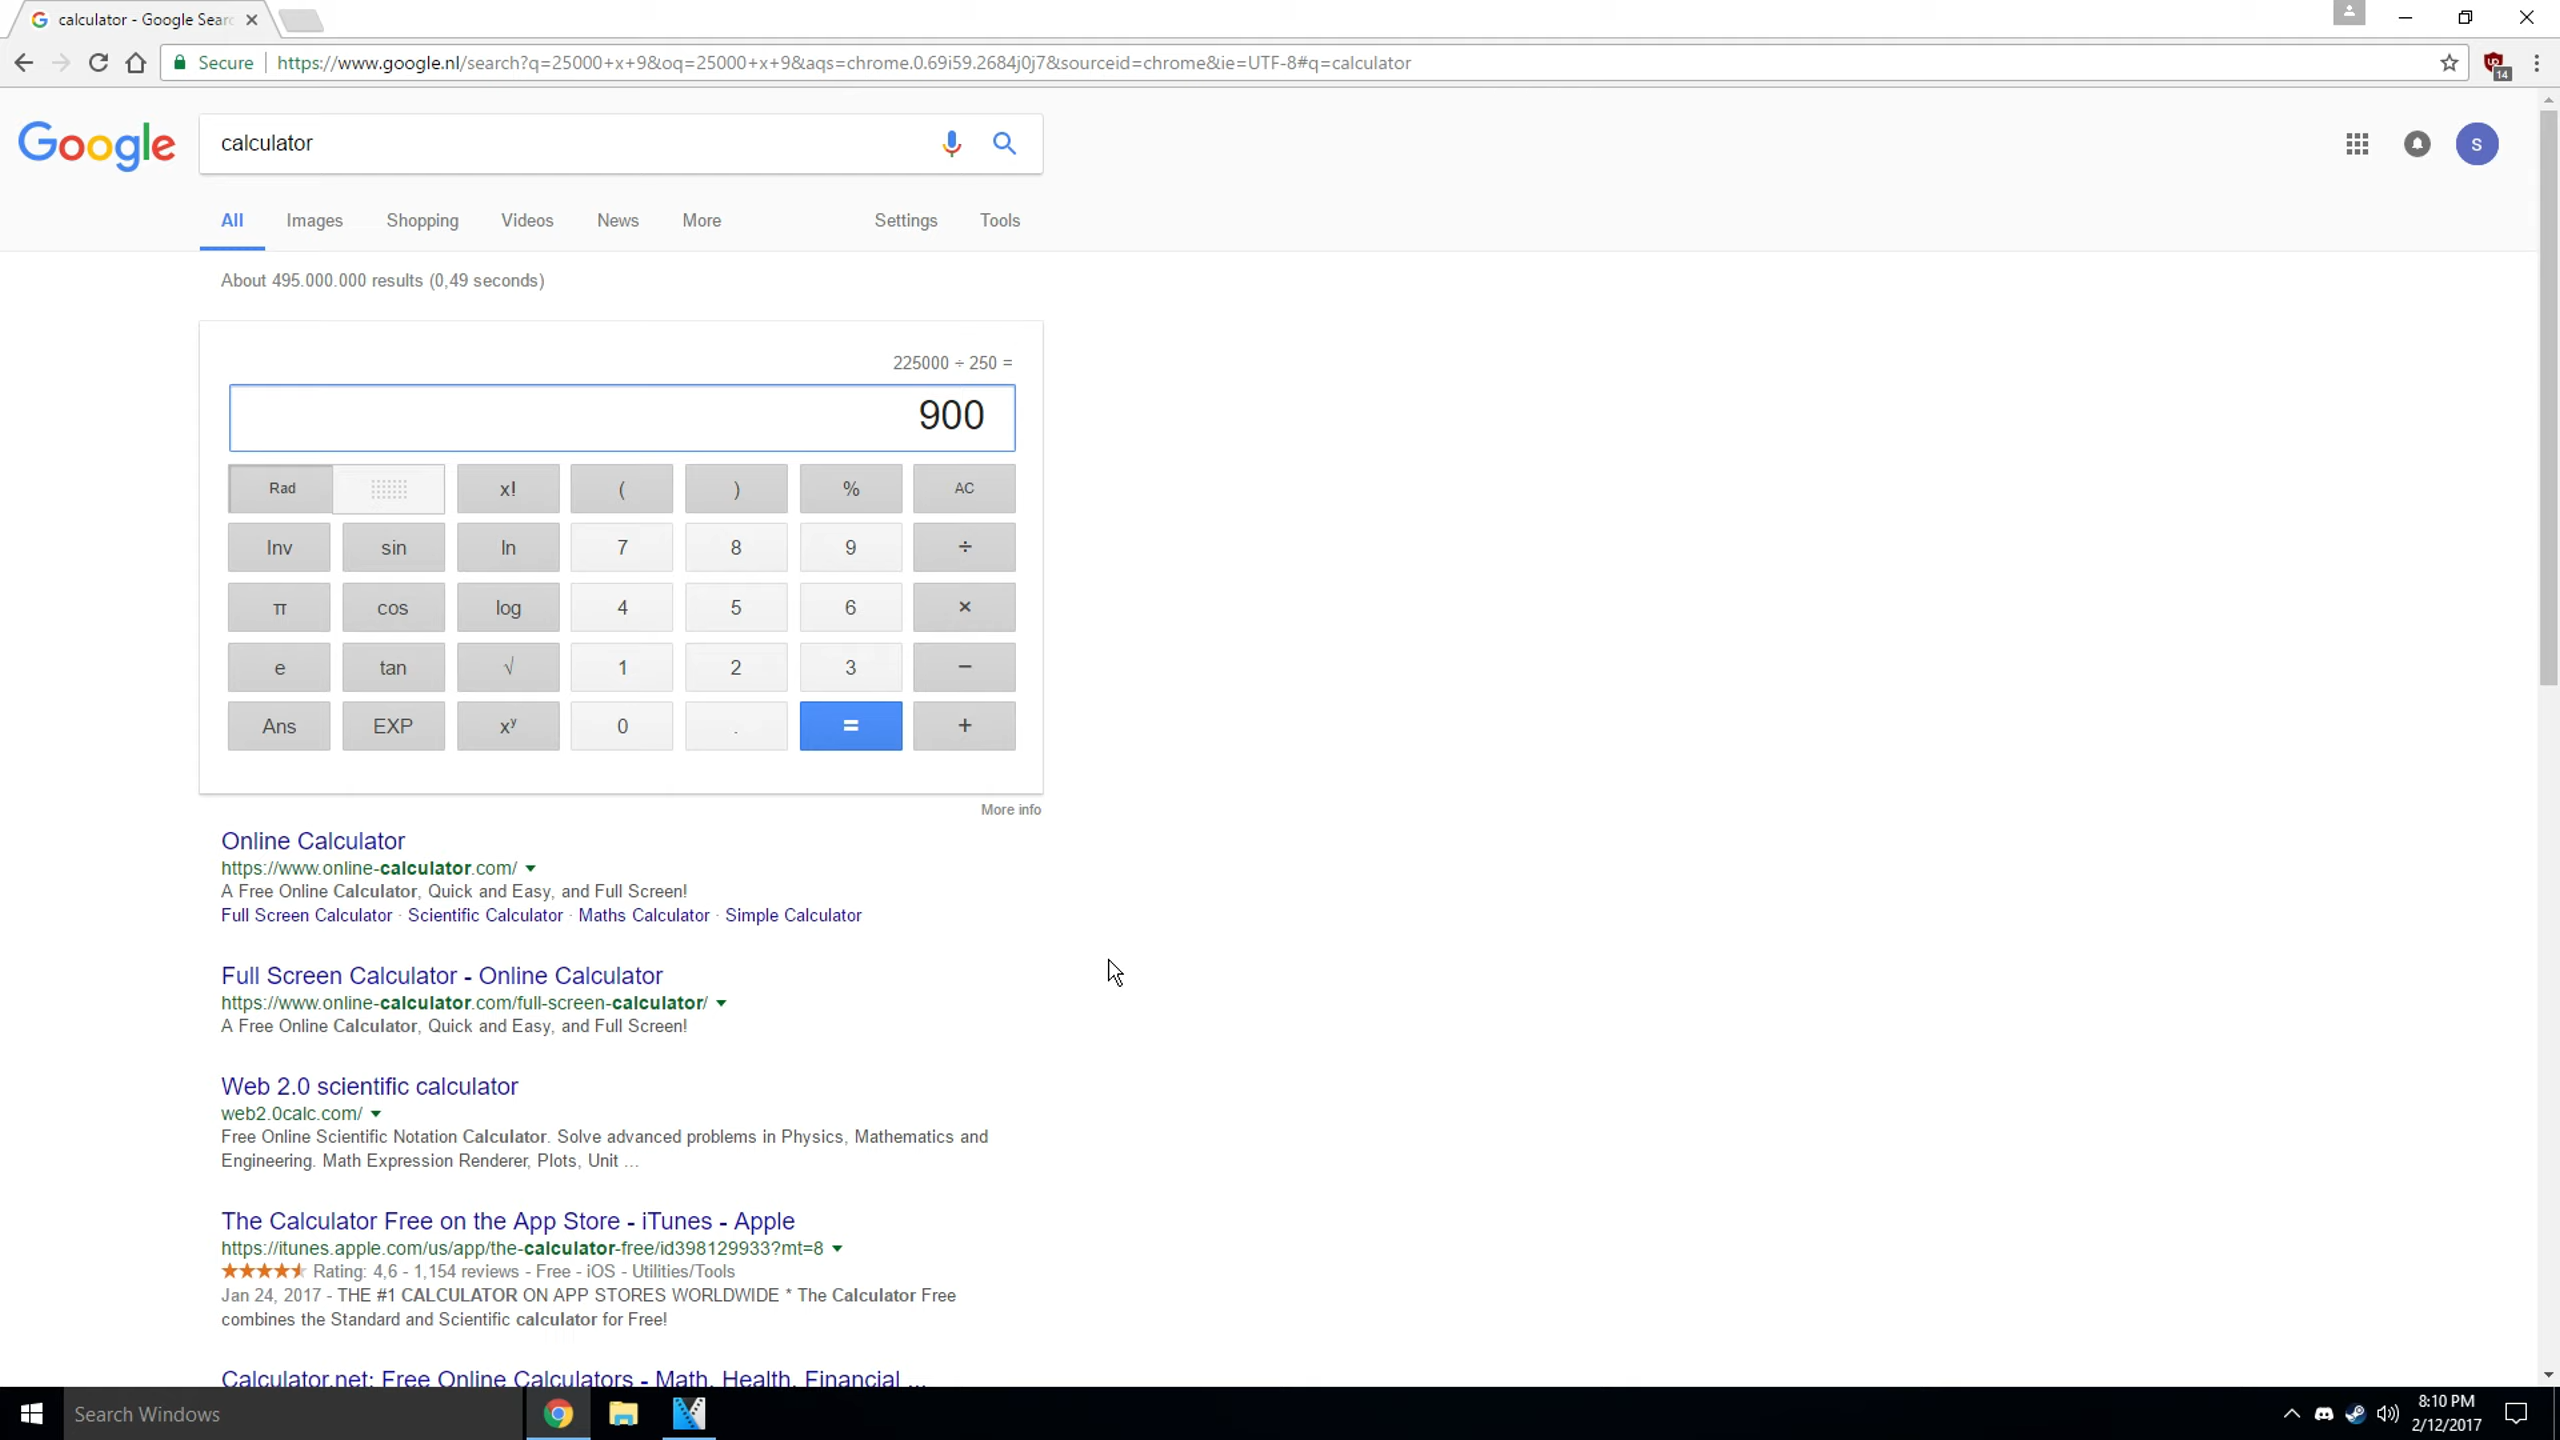 calculator - Google Sear
Secure
https://www.google.nl/search?q=25000+x+9&oq=25000+x+9&aqs=chrome.0.69i59.2684j0j7&sourceid=chrome&ie=UTF-8#q=calculator
14
Google
calculator
S
All Images Shopping Videos News More Settings Tools
About 495.000.000 results (0,49 seconds)
225000 ÷ 250 =
900
Rad x! ( ) % AC
Inv sin ln 7 8 9 ÷
π cos log 4 5 6 ×
e tan √ 1 2 3 −
Ans EXP xʸ 0 . = +
More info
Online Calculator
https://www.online-calculator.com/
A Free Online Calculator, Quick and Easy, and Full Screen!
Full Screen Calculator · Scientific Calculator · Maths Calculator · Simple Calculator
Full Screen Calculator - Online Calculator
https://www.online-calculator.com/full-screen-calculator/
A Free Online Calculator, Quick and Easy, and Full Screen!
Web 2.0 scientific calculator
web2.0calc.com/
Free Online Scientific Notation Calculator. Solve advanced problems in Physics, Mathematics and
Engineering. Math Expression Renderer, Plots, Unit ...
The Calculator Free on the App Store - iTunes - Apple
https://itunes.apple.com/us/app/the-calculator-free/id398129933?mt=8
Rating: 4,6 - 1,154 reviews - Free - iOS - Utilities/Tools
Jan 24, 2017 - THE #1 CALCULATOR ON APP STORES WORLDWIDE * The Calculator Free
combines the Standard and Scientific calculator for Free!
Calculator.net: Free Online Calculators - Math, Health, Financial ...
Search Windows
8:10 PM
2/12/2017